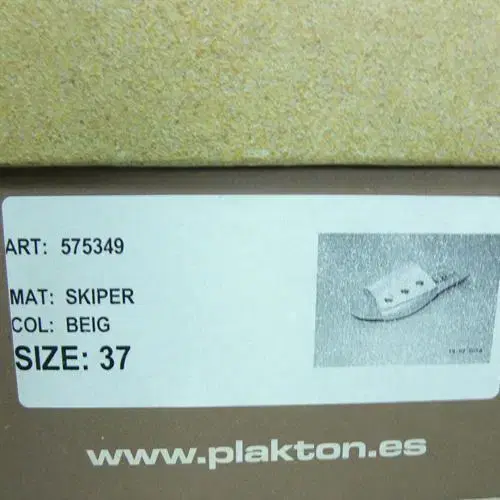 ART: 575349
MAT: SKIPER
COL: BEIG
SIZE: 37
www.plakton.es